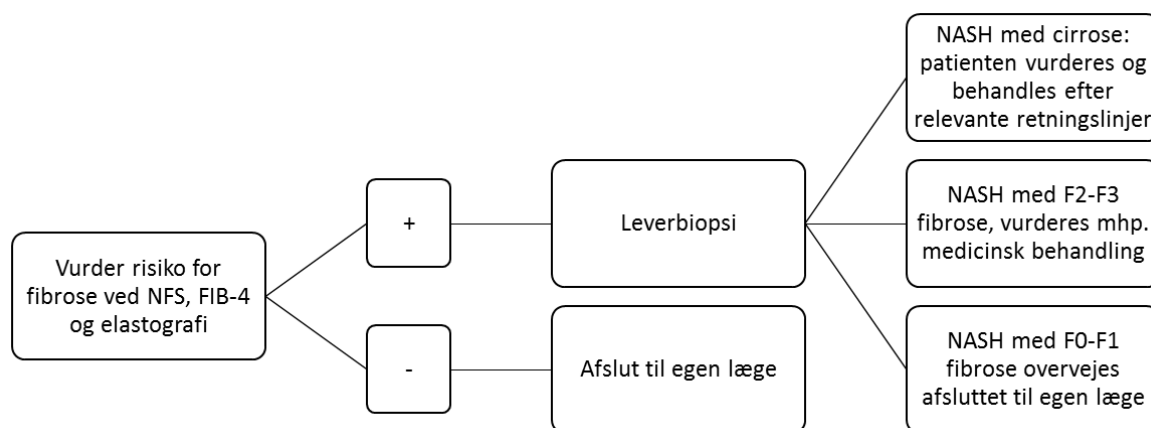 Vurder risiko for
fibrose ved NFS, FIB-4
og elastografi
+
-
Leverbiopsi
Afslut til egen læge
NASH med cirrose:
patienten vurderes og
behandles efter
relevante retningslinjer
NASH med F2-F3
fibrose, vurderes mhp.
medicinsk behandling
NASH med F0-F1
fibrose overvejes
afsluttet til egen læge